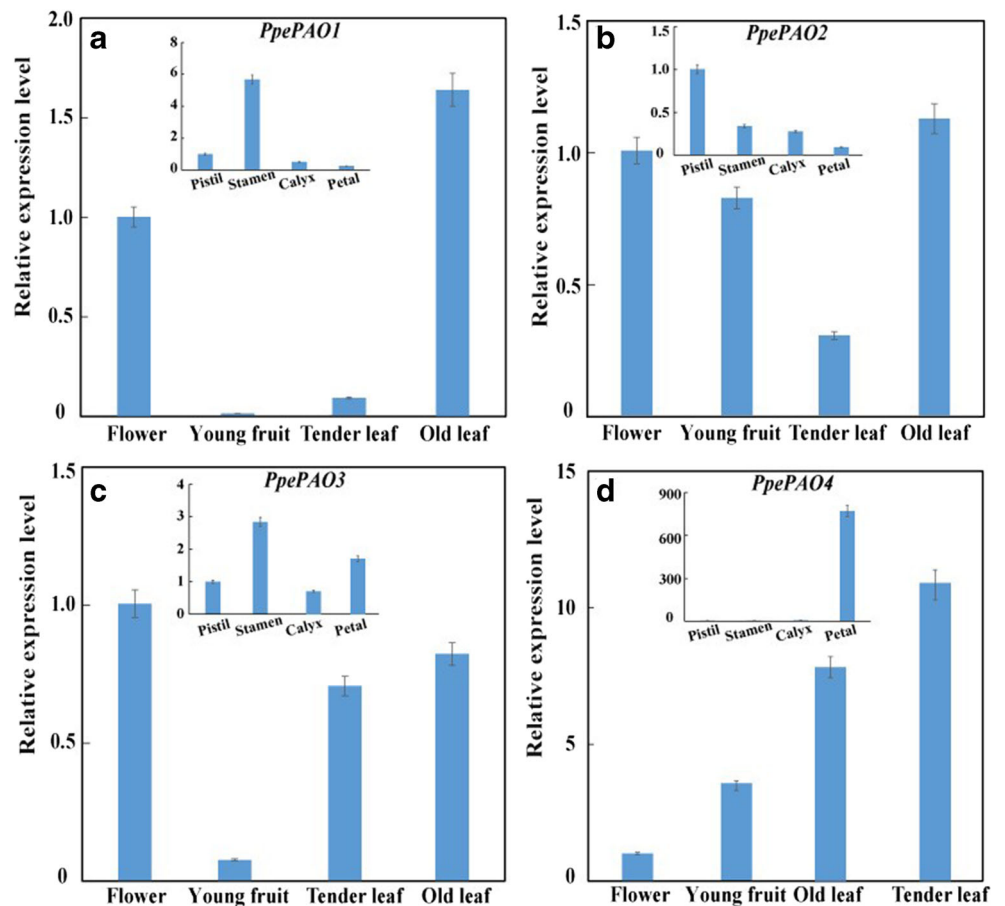 a
PpePAO1
Relative expression level
2.0
1.5
1.0
0.5
0
8
6
4
2
0
Pistil Stamen Calyx Petal
Flower Young fruit Tender leaf Old leaf
b
PpePAO2
Relative expression level
1.5
1.0
0.5
0
1.5
1.0
0.5
0
Pistil Stamen Calyx Petal
Flower Young fruit Tender leaf Old leaf
c
PpePAO3
Relative expression level
1.5
1.0
0.5
0
4
3
2
1
0
Pistil Stamen Calyx Petal
Flower Young fruit Tender leaf Old leaf
d
PpePAO4
Relative expression level
15
10
5
0
900
600
300
0
Pistil Stamen Calyx Petal
Flower Young fruit Old leaf Tender leaf